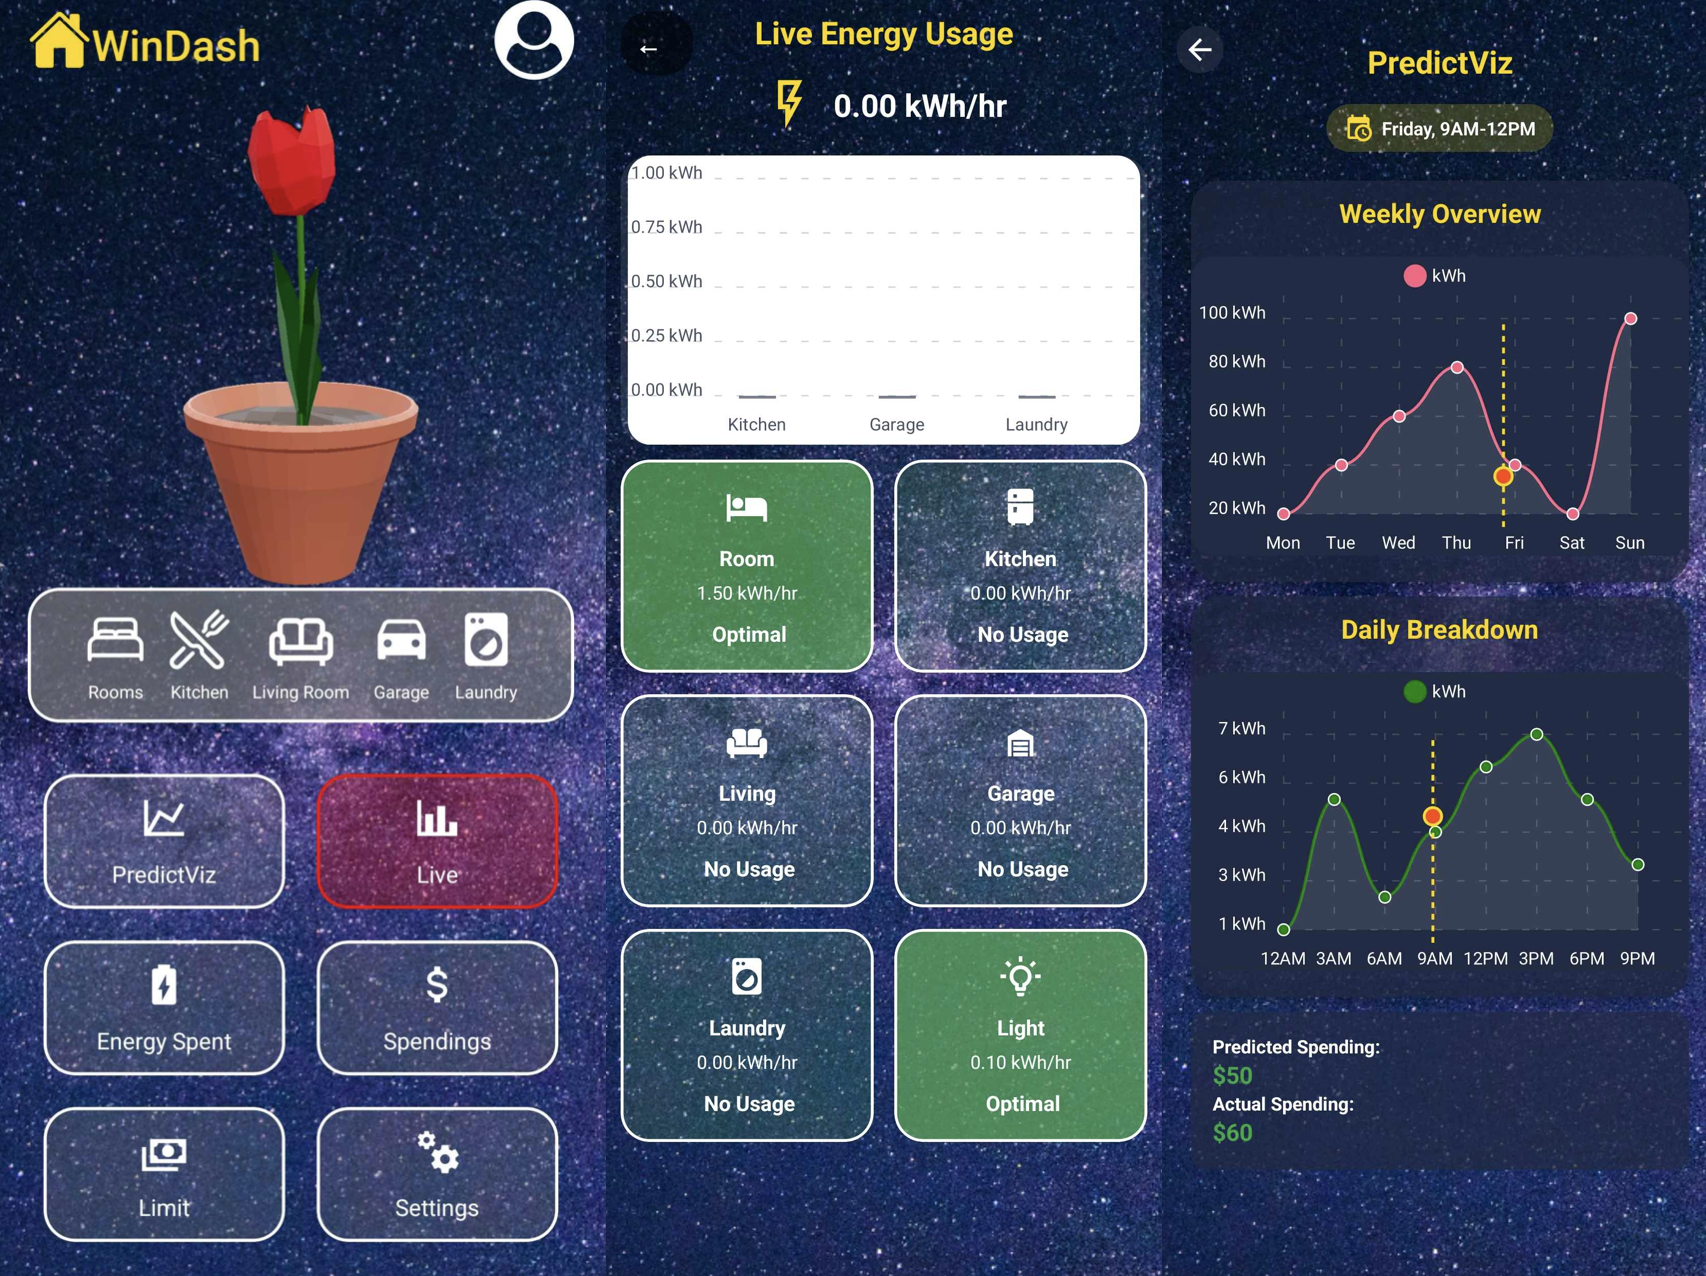 WinDash
Rooms Kitchen Living Room Garage Laundry
PredictViz Live
Energy Spent Spendings
Limit Settings
←
Live Energy Usage
0.00 kWh/hr
1.00 kWh
0.75 kWh
0.50 kWh
0.25 kWh
0.00 kWh
Kitchen Garage Laundry
Room
1.50 kWh/hr
Optimal
Kitchen
0.00 kWh/hr
No Usage
Living
0.00 kWh/hr
No Usage
Garage
0.00 kWh/hr
No Usage
Laundry
0.00 kWh/hr
No Usage
Light
0.10 kWh/hr
Optimal
PredictViz
Friday, 9AM-12PM
Weekly Overview
kWh
100 kWh
80 kWh
60 kWh
40 kWh
20 kWh
Mon Tue Wed Thu Fri Sat Sun
Daily Breakdown
kWh
7 kWh
6 kWh
4 kWh
3 kWh
1 kWh
12AM 3AM 6AM 9AM 12PM 3PM 6PM 9PM
Predicted Spending:
$50
Actual Spending:
$60